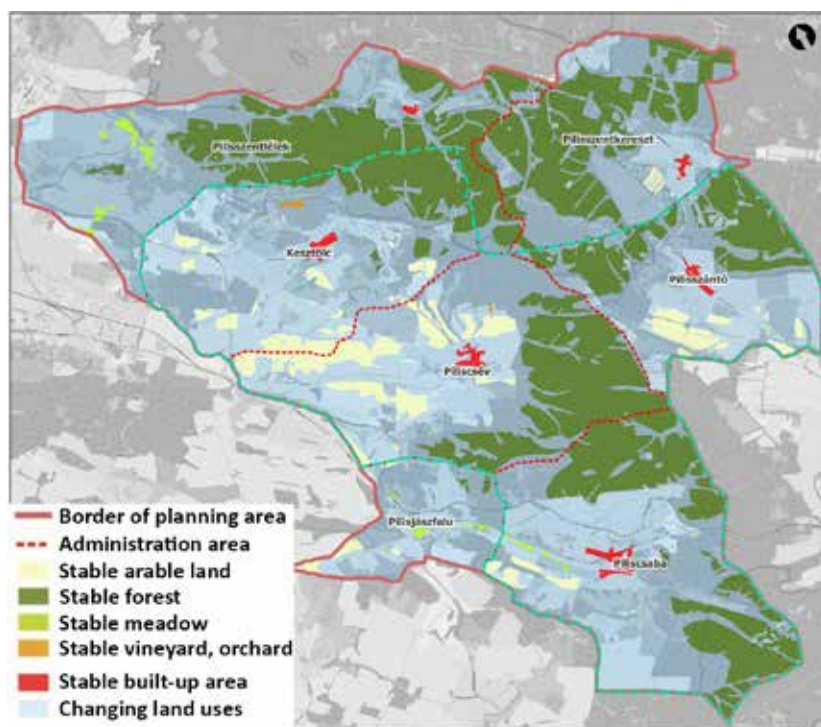 Pilisszentkereszt
Pilisszentlélek
Kesztölc
Pilisszántó
Piliscsév
Pilisjászfalu
Piliscsaba
Border of planning area
Administration area
Stable arable land
Stable forest
Stable meadow
Stable vineyard, orchard
Stable built-up area
Changing land uses